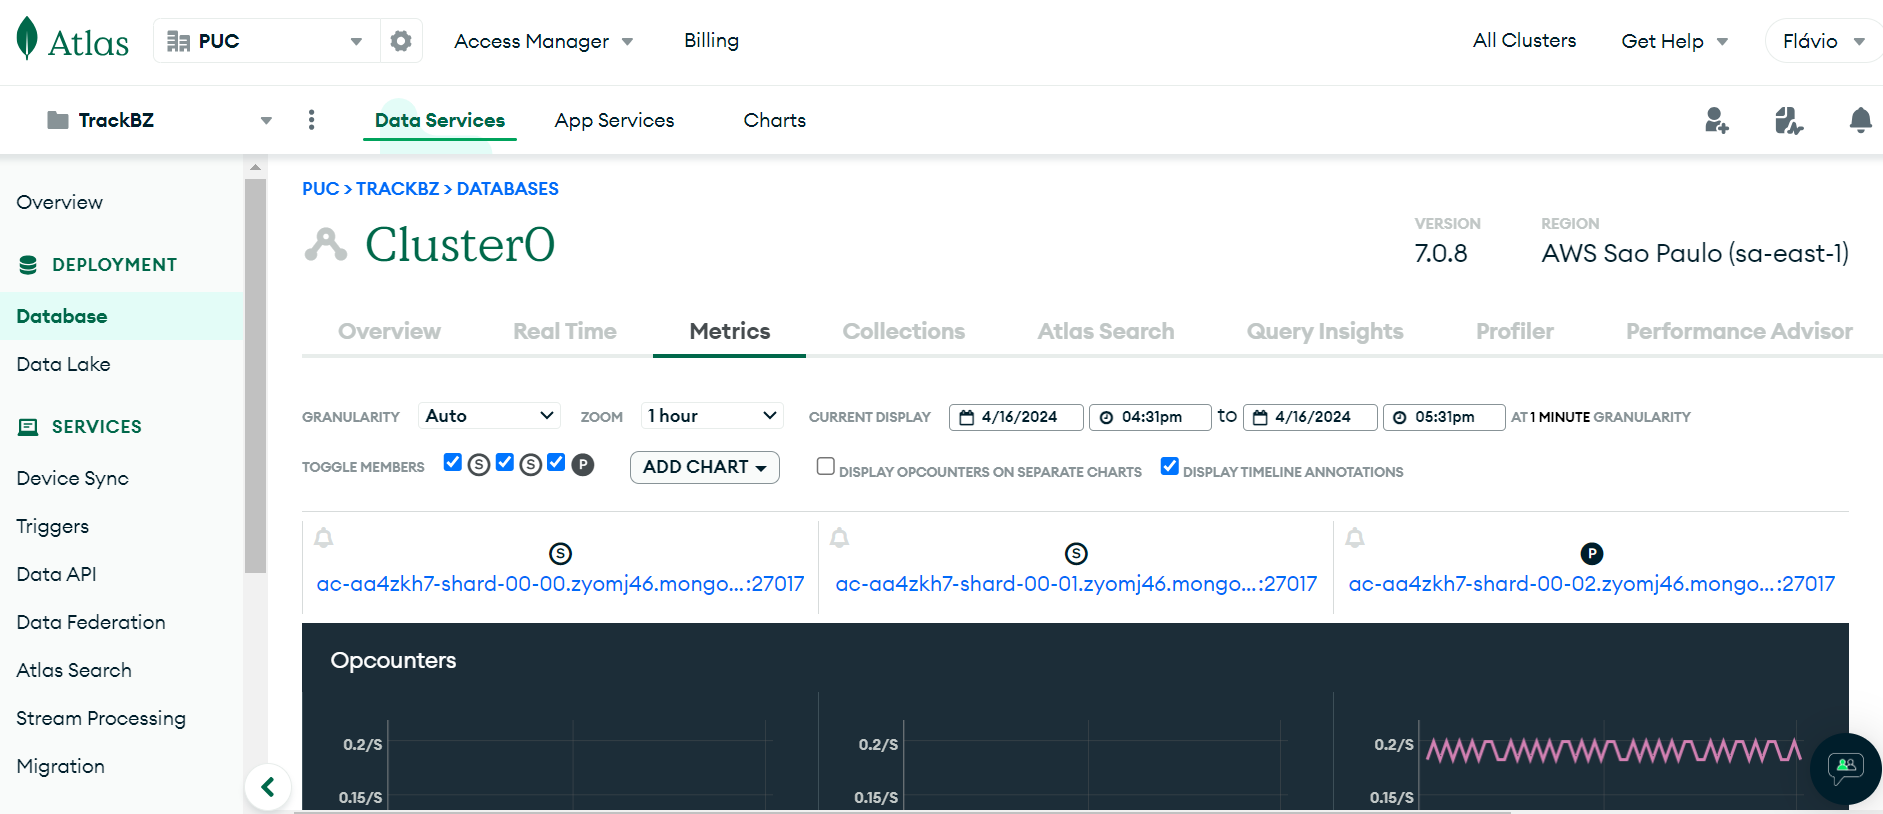 Atlas
PUC
Access Manager
Billing
All Clusters
Get Help
Flávio
TrackBZ
Data Services
App Services
Charts
Overview
DEPLOYMENT
Database
Data Lake
SERVICES
Device Sync
Triggers
Data API
Data Federation
Atlas Search
Stream Processing
Migration
PUC > TRACKBZ > DATABASES
Cluster0
VERSION
7.0.8
REGION
AWS Sao Paulo (sa-east-1)
Overview
Real Time
Metrics
Collections
Atlas Search
Query Insights
Profiler
Performance Advisor
GRANULARITY Auto ZOOM 1 hour CURRENT DISPLAY 4/16/2024 04:31pm to 4/16/2024 05:31pm AT 1 MINUTE GRANULARITY
TOGGLE MEMBERS S S P ADD CHART DISPLAY OPCOUNTERS ON SEPARATE CHARTS DISPLAY TIMELINE ANNOTATIONS
S
ac-aa4zkh7-shard-00-00.zyomj46.mongo...:27017
S
ac-aa4zkh7-shard-00-01.zyomj46.mongo...:27017
P
ac-aa4zkh7-shard-00-02.zyomj46.mongo...:27017
Opcounters
0.2/S
0.15/S
0.2/S
0.15/S
0.2/S
0.15/S